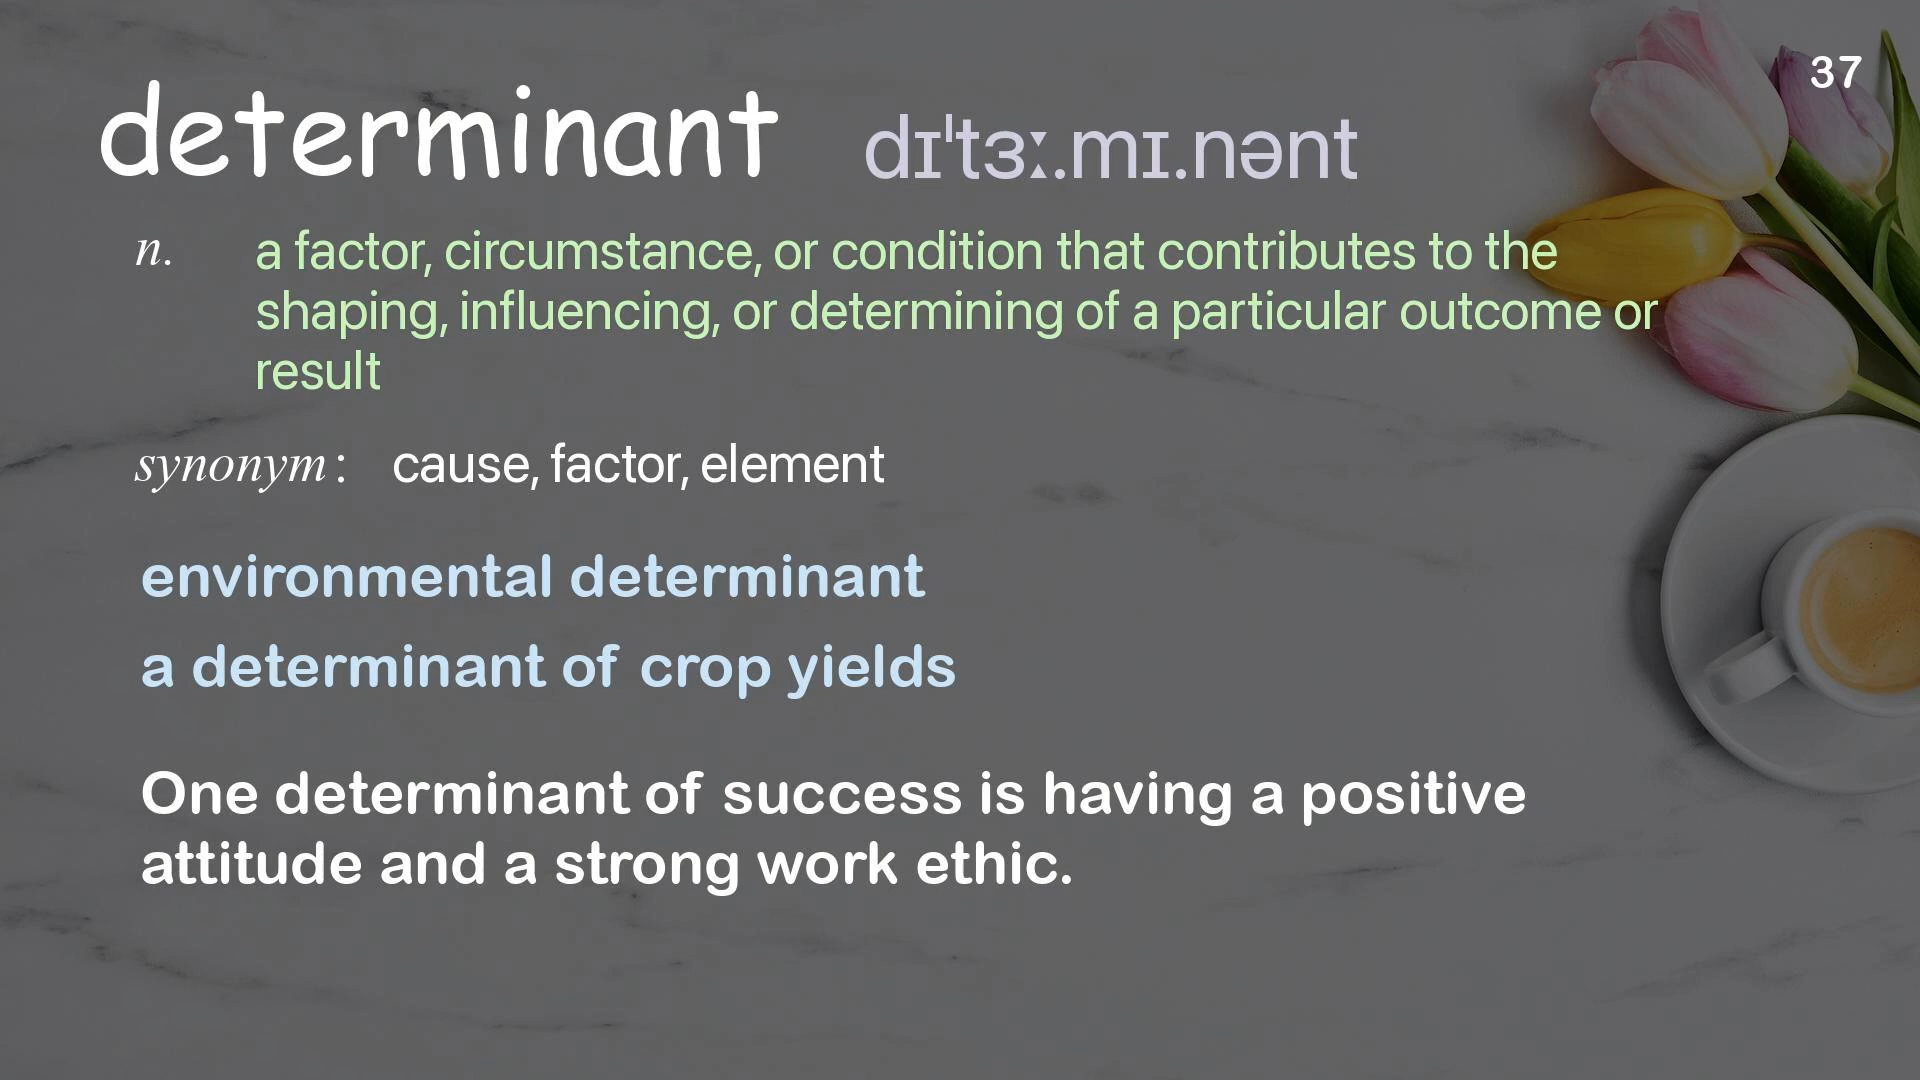 37
determinant dɪˈtɜː.mɪ.nənt
n. a factor, circumstance, or condition that contributes to the
shaping, influencing, or determining of a particular outcome or
result
synonym: cause, factor, element
environmental determinant
a determinant of crop yields
One determinant of success is having a positive
attitude and a strong work ethic.